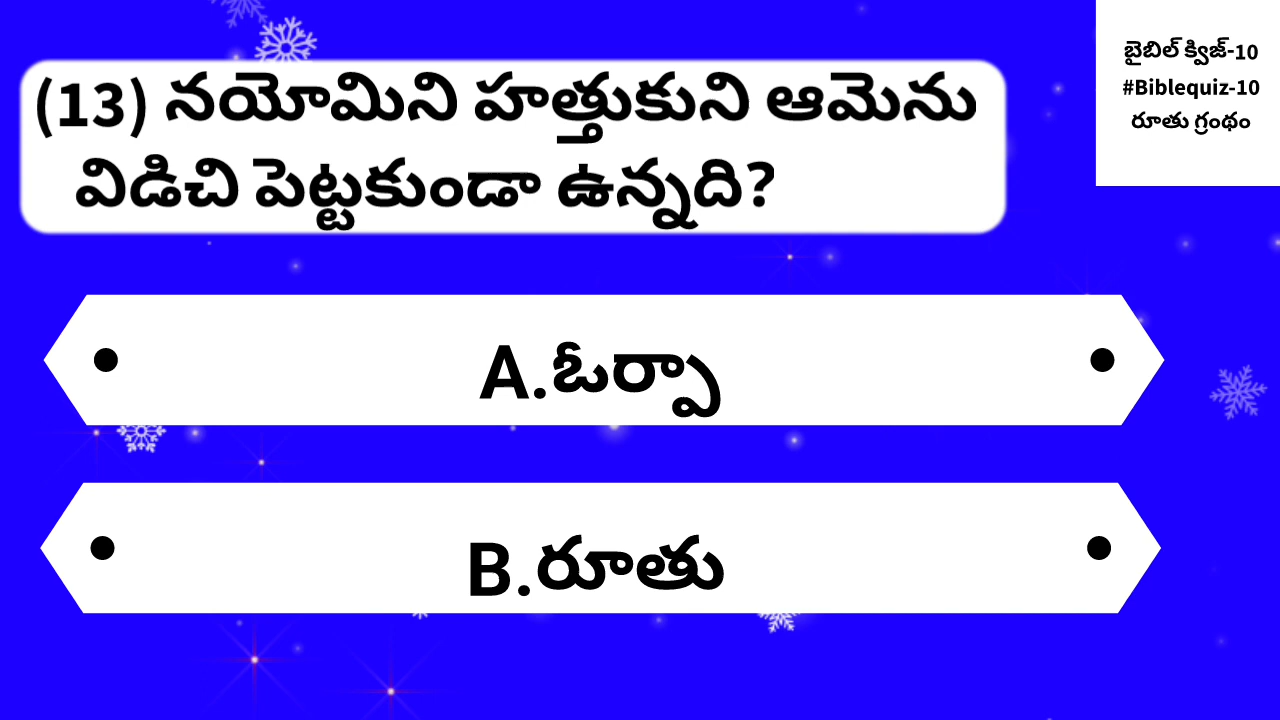 (13) నయోమిని హత్తుకుని ఆమెను
విడిచి పెట్టకుండా ఉన్నది?
బైబిల్ క్విజ్-10
#Biblequiz-10
రూతు గ్రంథం
A.ఓర్పా
B.రూతు